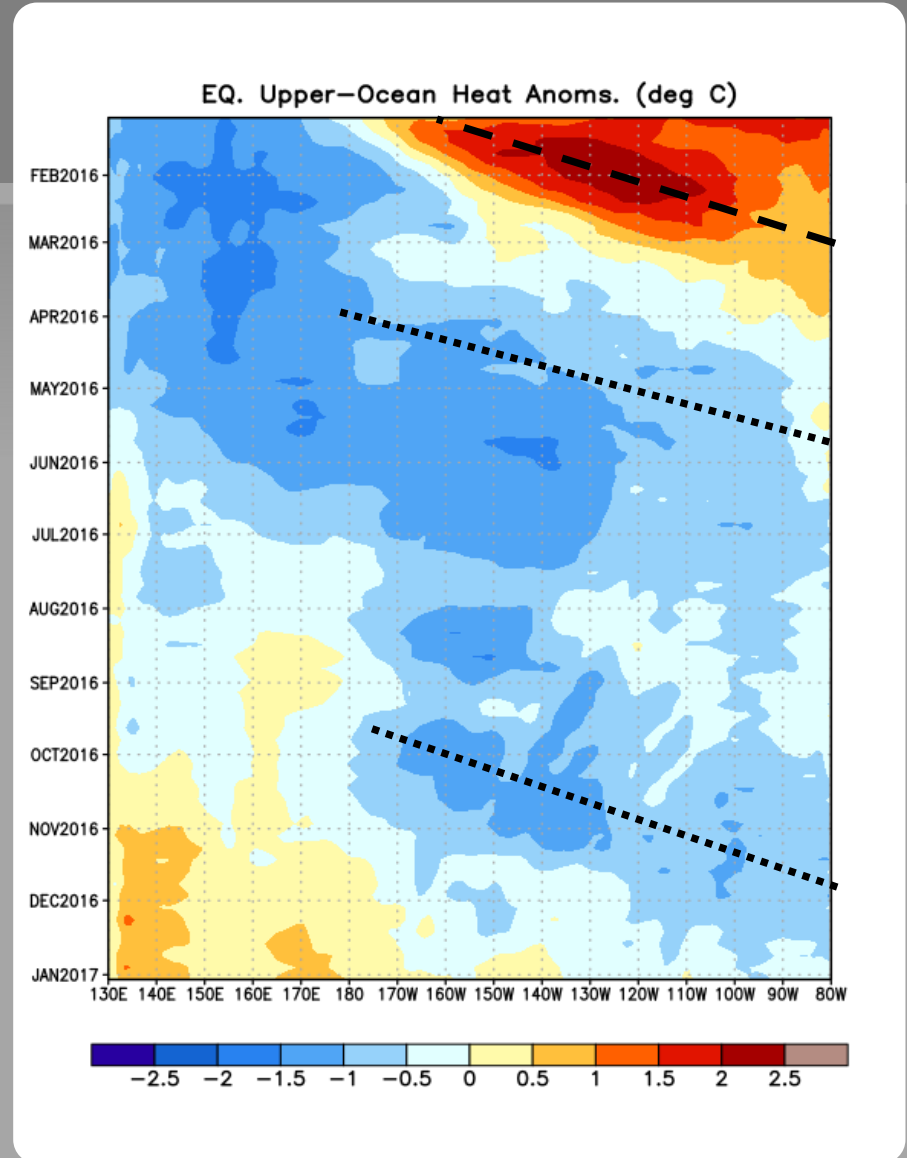 EQ. Upper-Ocean Heat Anoms. (deg C)
FEB2016
MAR2016
APR2016
MAY2016
JUN2016
JUL2016
AUG2016
SEP2016
OCT2016
NOV2016
DEC2016
JAN2017
130E 140E 150E 160E 170E 180 170W 160W 150W 140W 130W 120W 110W 100W 90W 80W
-2.5 -2 -1.5 -1 -0.5 0 0.5 1 1.5 2 2.5